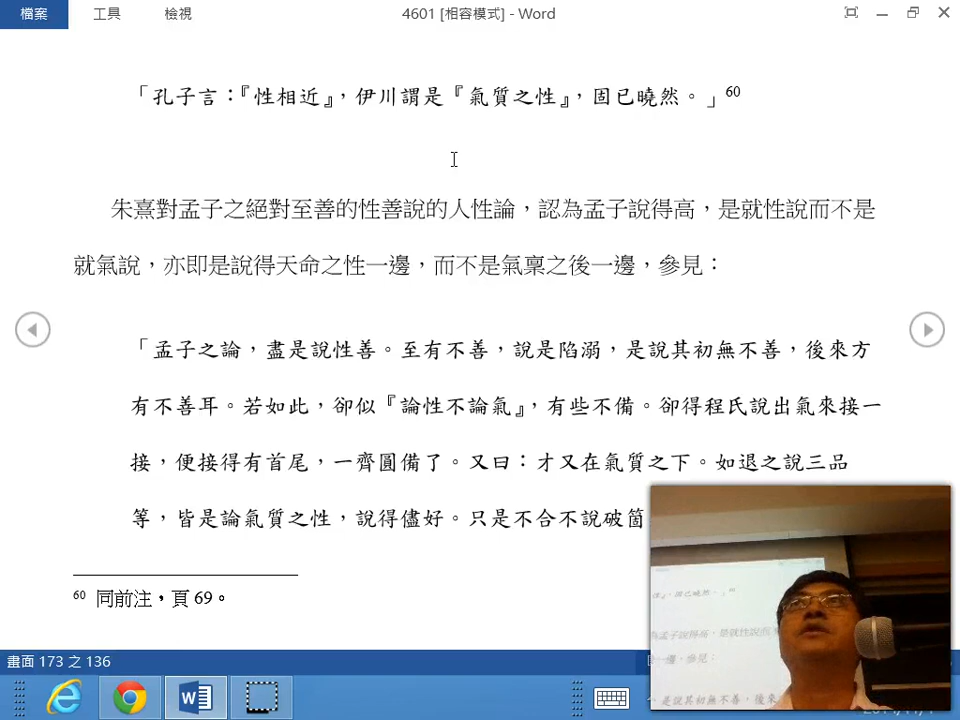 檔案 工具 檢視 4601 [相容模式] - Word
「孔子言：『性相近』，伊川謂是『氣質之性』，固已曉然。」60
朱熹對孟子之絕對至善的性善說的人性論，認為孟子說得高，是就性說而不是
就氣說，亦即是說得天命之性一邊，而不是氣稟之後一邊，參見：
「孟子之論，盡是說性善。至有不善，說是陷溺，是說其初無不善，後來方
有不善耳。若如此，卻似『論性不論氣』，有些不備。卻得程氏說出氣來接一
接，便接得有首尾，一齊圓備了。又曰：才又在氣質之下。如退之說三品
等，皆是論氣質之性，說得儘好。只是不合不說破箇
60 同前注，頁 69。
畫面 173 之 136